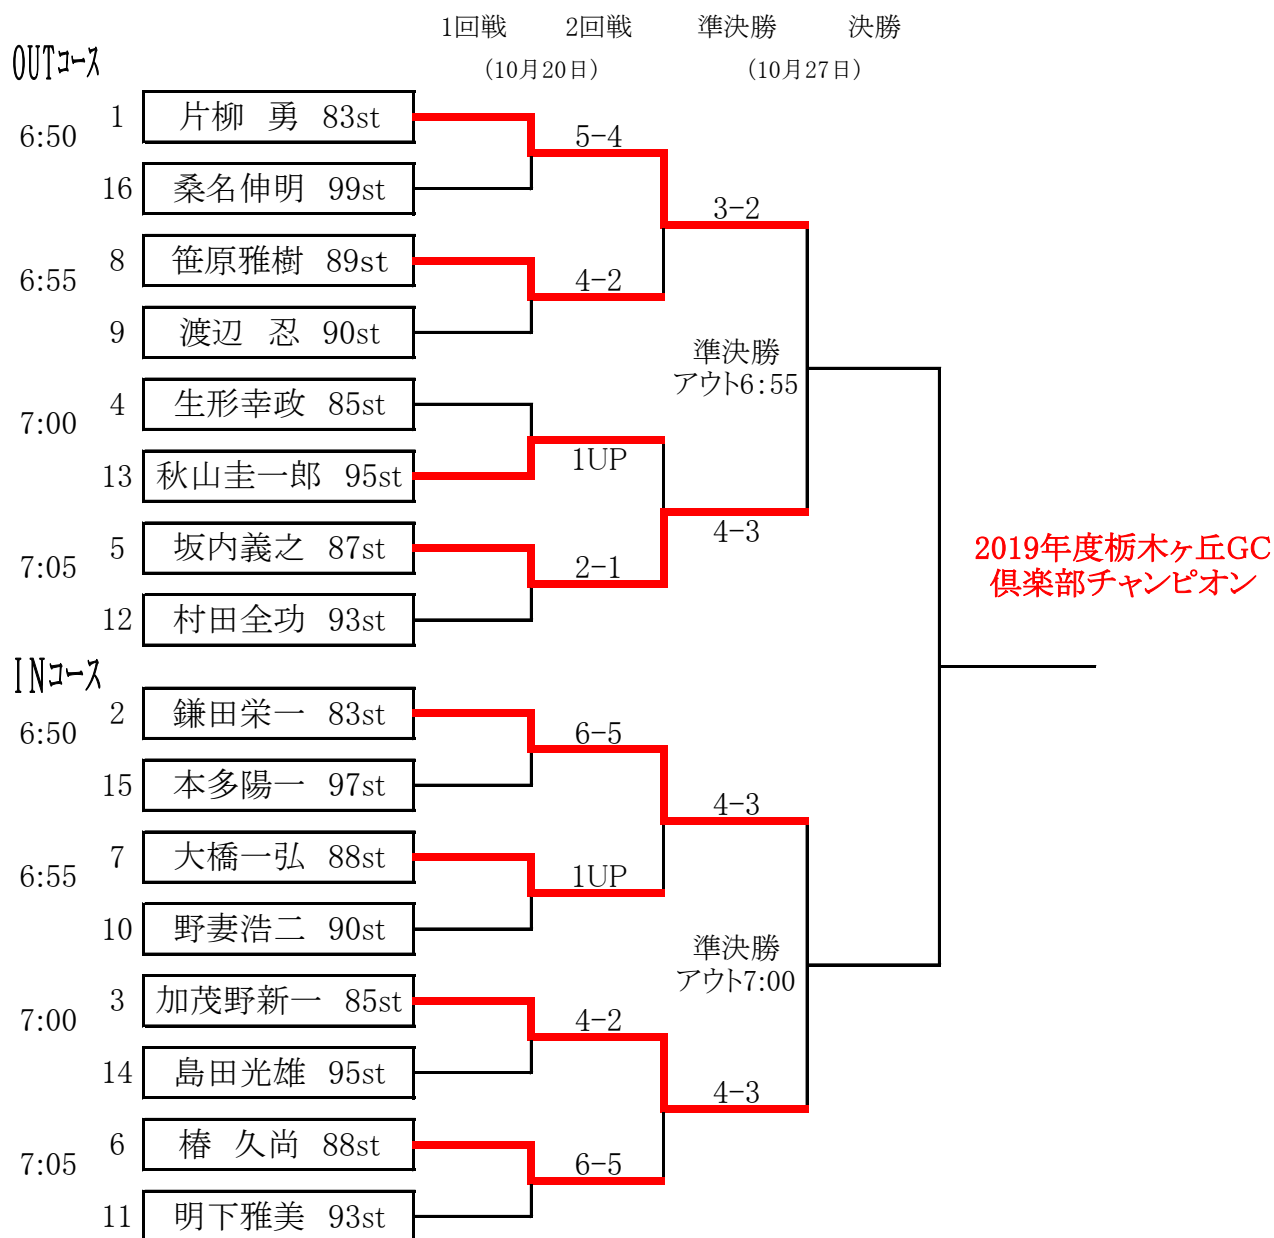 1回戦 2回戦 準決勝 決勝
OUTコース
(10月20日) (10月27日)
1 片柳 勇 83st
6:50
5-4
16 桑名伸明 99st
3-2
8 笹原雅樹 89st
6:55
4-2
9 渡辺 忍 90st
準決勝
アウト6:55
4 生形幸政 85st
7:00
1UP
13 秋山圭一郎 95st
4-3
5 坂内義之 87st
7:05
2-1
12 村田全功 93st
2019年度栃木ヶ丘GC
倶楽部チャンピオン
INコース
2 鎌田栄一 83st
6:50
6-5
15 本多陽一 97st
4-3
7 大橋一弘 88st
6:55
1UP
10 野妻浩二 90st
準決勝
アウト7:00
3 加茂野新一 85st
7:00
4-2
14 島田光雄 95st
4-3
6 椿 久尚 88st
7:05
6-5
11 明下雅美 93st